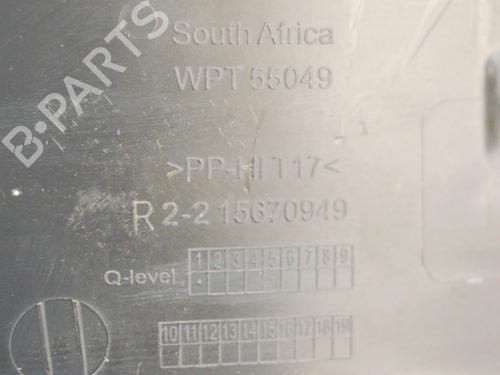 B-PARTS
South Africa
WPT 55049
>PP-HI T17<
R 2-2 15670949
1 2 3 4 5 6 7 8 9
Q-level
10 11 12 13 14 15 16 17 18 19